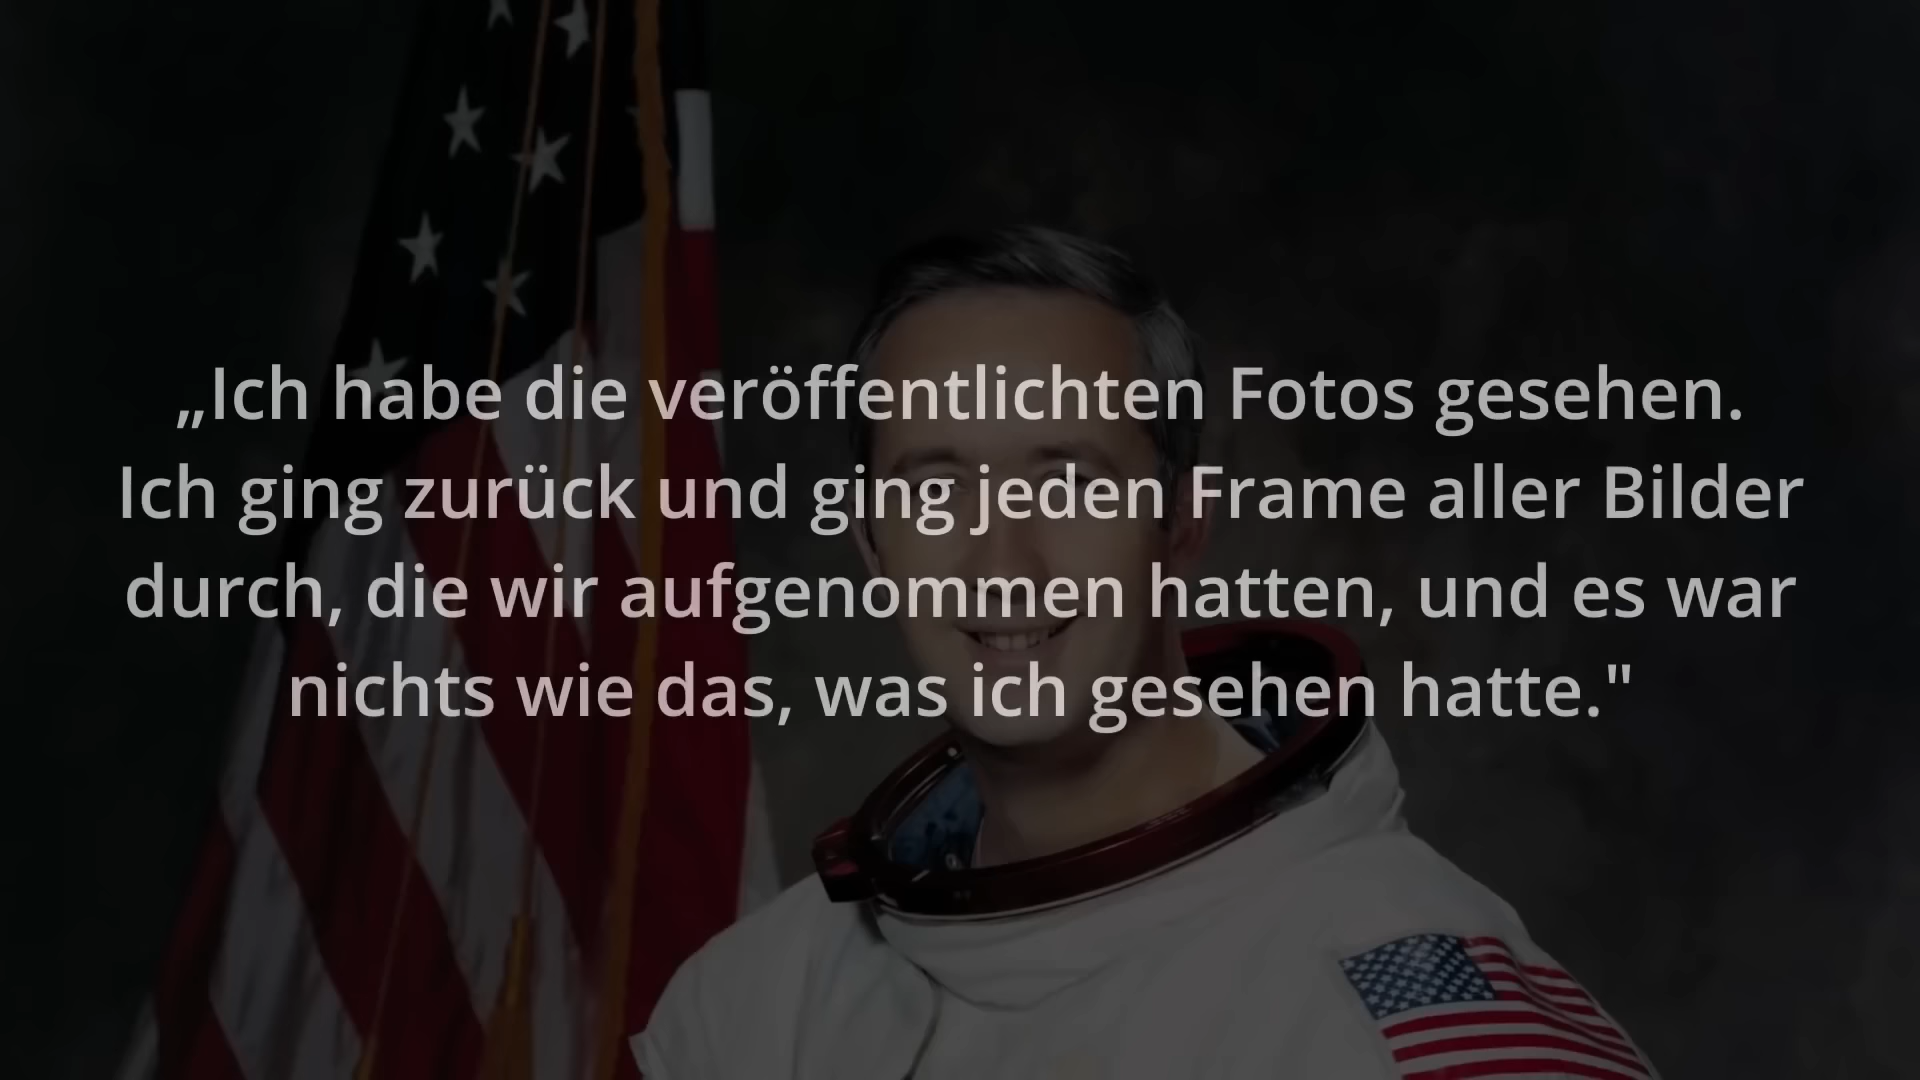 „Ich habe die veröffentlichten Fotos gesehen.
Ich ging zurück und ging jeden Frame aller Bilder
durch, die wir aufgenommen hatten, und es war
nichts wie das, was ich gesehen hatte."